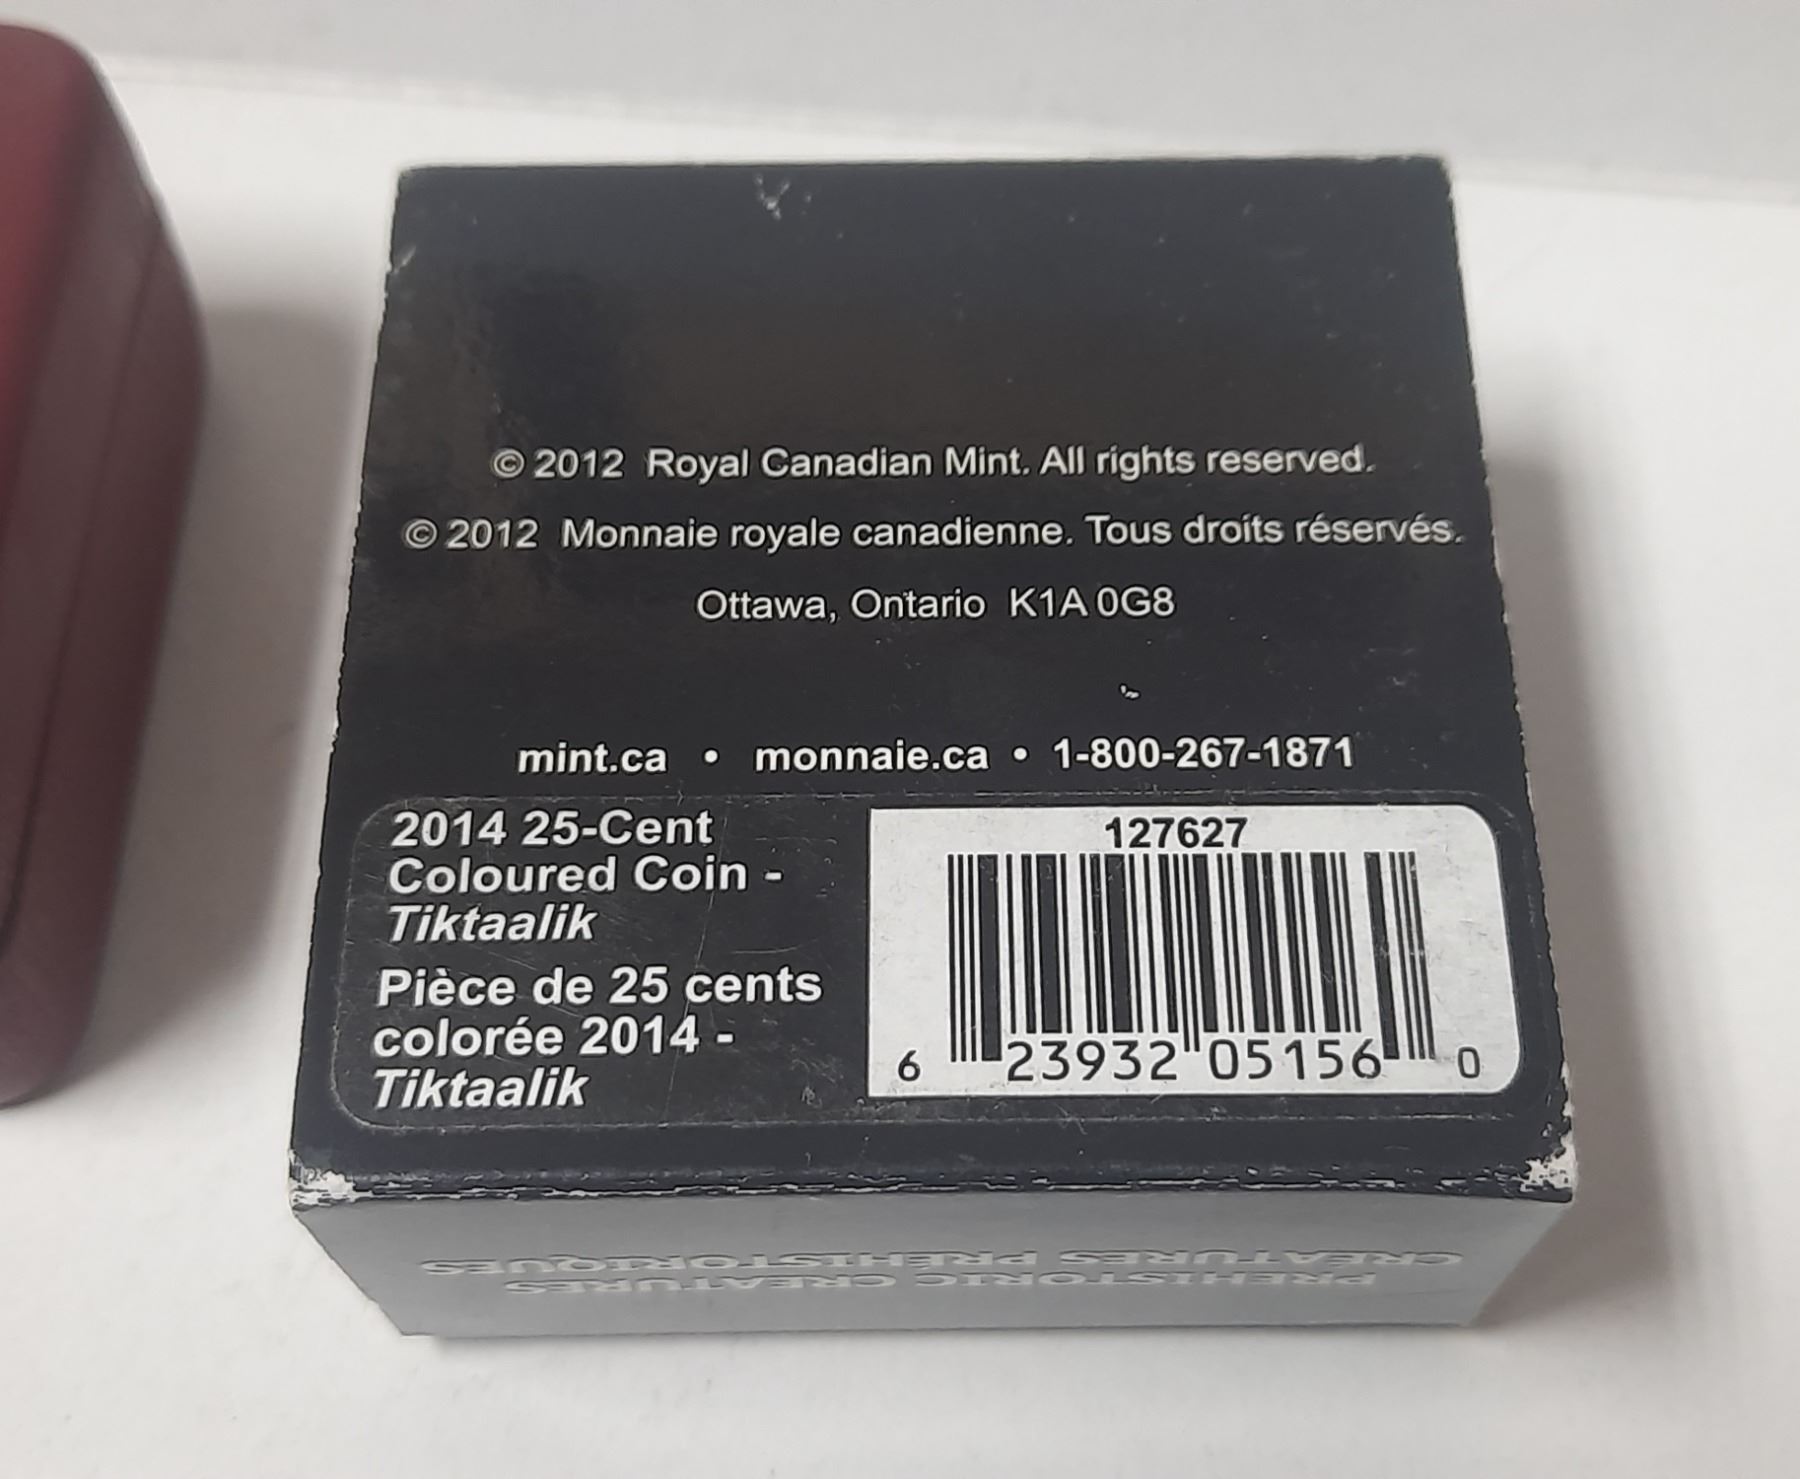 © 2012 Royal Canadian Mint. All rights reserved.
© 2012 Monnaie royale canadienne. Tous droits réservés.
Ottawa, Ontario K1A 0G8
mint.ca • monnaie.ca • 1-800-267-1871
2014 25-Cent
Coloured Coin -
Tiktaalik
Pièce de 25 cents
colorée 2014 -
Tiktaalik
127627
6 23932 05156 0
PREHISTORIC CREATURES
CRÉATURES PRÉHISTORIQUES